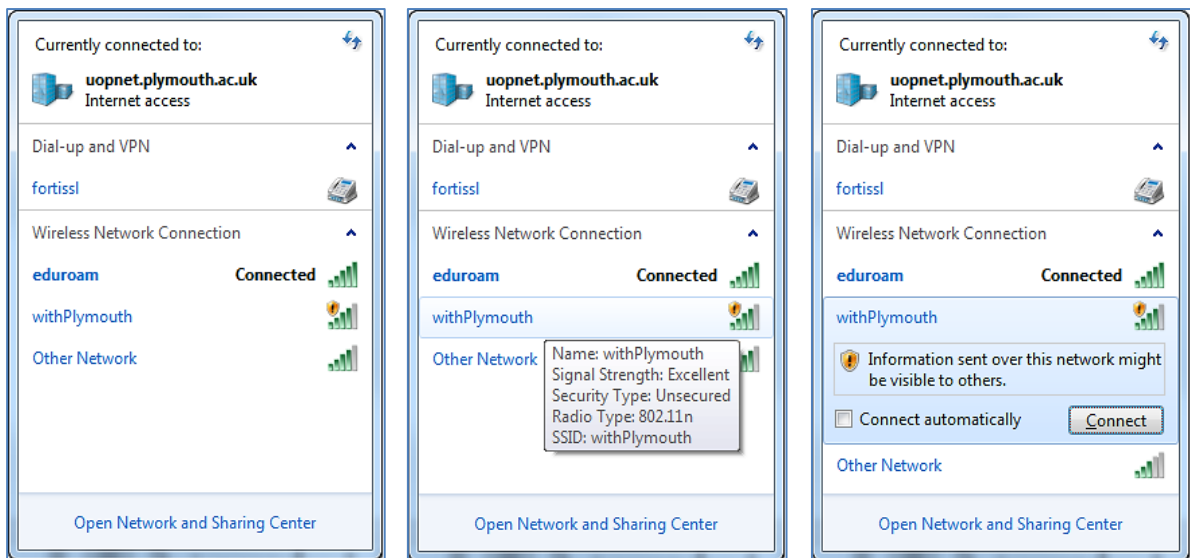 Currently connected to:
uopnet.plymouth.ac.uk
Internet access
Dial-up and VPN
fortissl
Wireless Network Connection
eduroam Connected
withPlymouth
Other Network
Open Network and Sharing Center
Currently connected to:
uopnet.plymouth.ac.uk
Internet access
Dial-up and VPN
fortissl
Wireless Network Connection
eduroam Connected
withPlymouth
Other Network
Name: withPlymouth
Signal Strength: Excellent
Security Type: Unsecured
Radio Type: 802.11n
SSID: withPlymouth
Open Network and Sharing Center
Currently connected to:
uopnet.plymouth.ac.uk
Internet access
Dial-up and VPN
fortissl
Wireless Network Connection
eduroam Connected
withPlymouth
Information sent over this network might
be visible to others.
Connect automatically Connect
Other Network
Open Network and Sharing Center